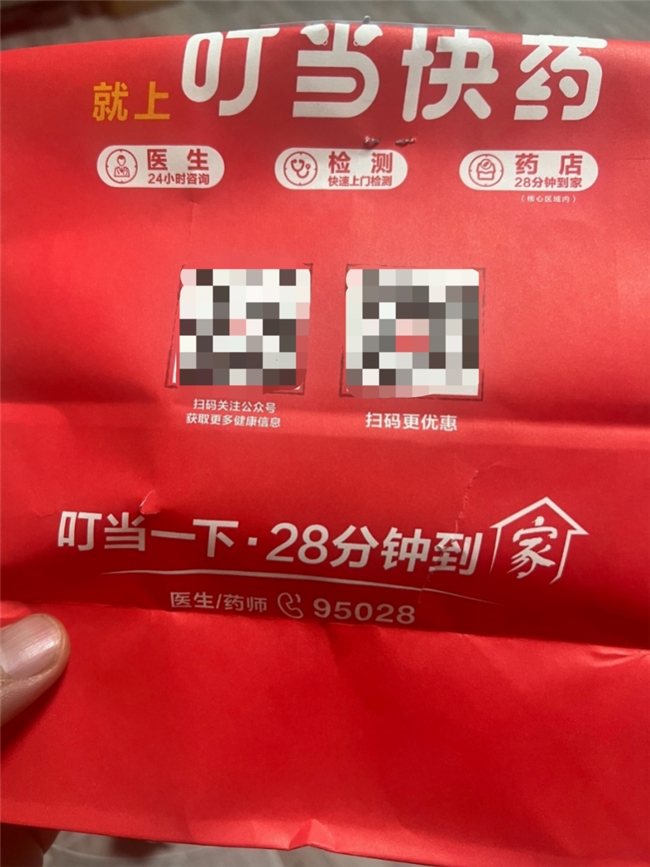 就上 叮当快药
医生
24小时咨询
检测
快速上门检测
药店
28分钟到家
(核心区域内)
扫码关注公众号
获取更多健康信息
扫码更优惠
叮当一下·28分钟到家
医生/药师 95028